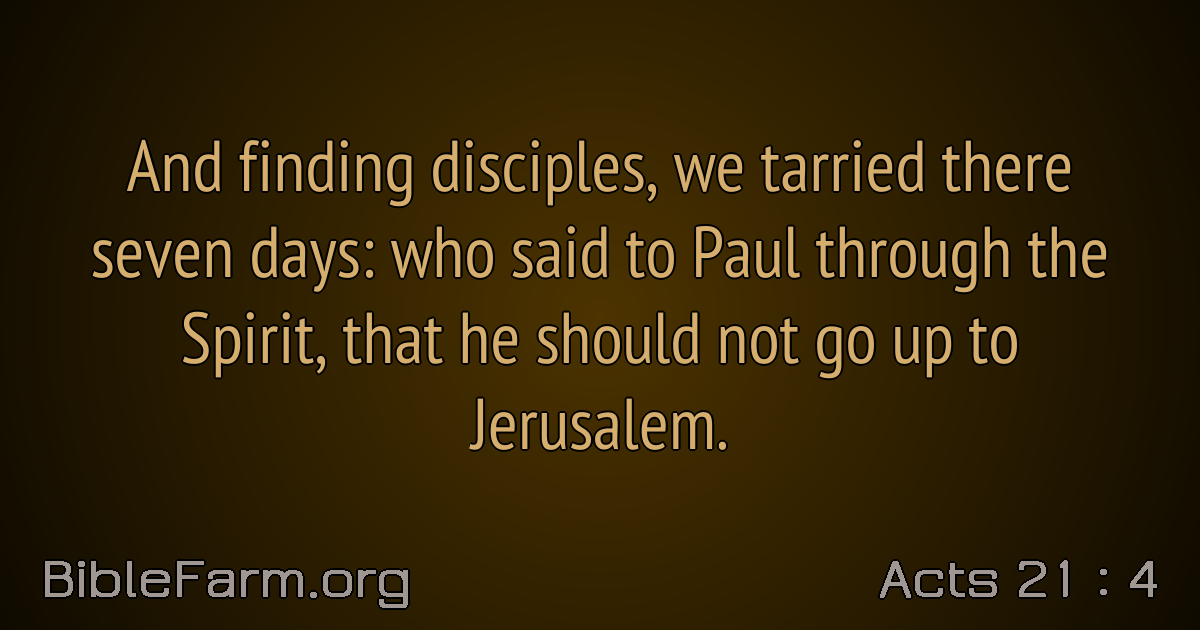 And finding disciples, we tarried there
seven days: who said to Paul through the
Spirit, that he should not go up to
Jerusalem.
BibleFarm.org
Acts 21 : 4